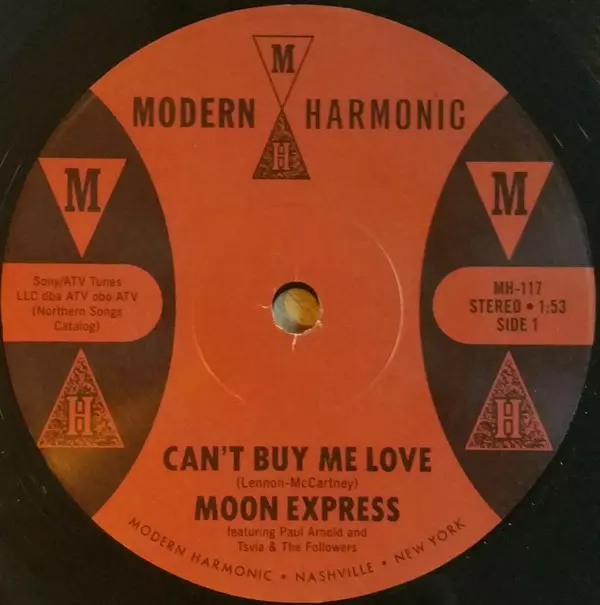 M
MODERN HARMONIC
H
M
M
Sony/ATV Tunes
LLC dba ATV obo ATV
(Northern Songs
Catalog)
MH-117
STEREO • 1:53
SIDE 1
H
H
CAN'T BUY ME LOVE
(Lennon-McCartney)
MOON EXPRESS
featuring Paul Arnold and
Tsvia & The Followers
MODERN HARMONIC • NASHVILLE • NEW YORK